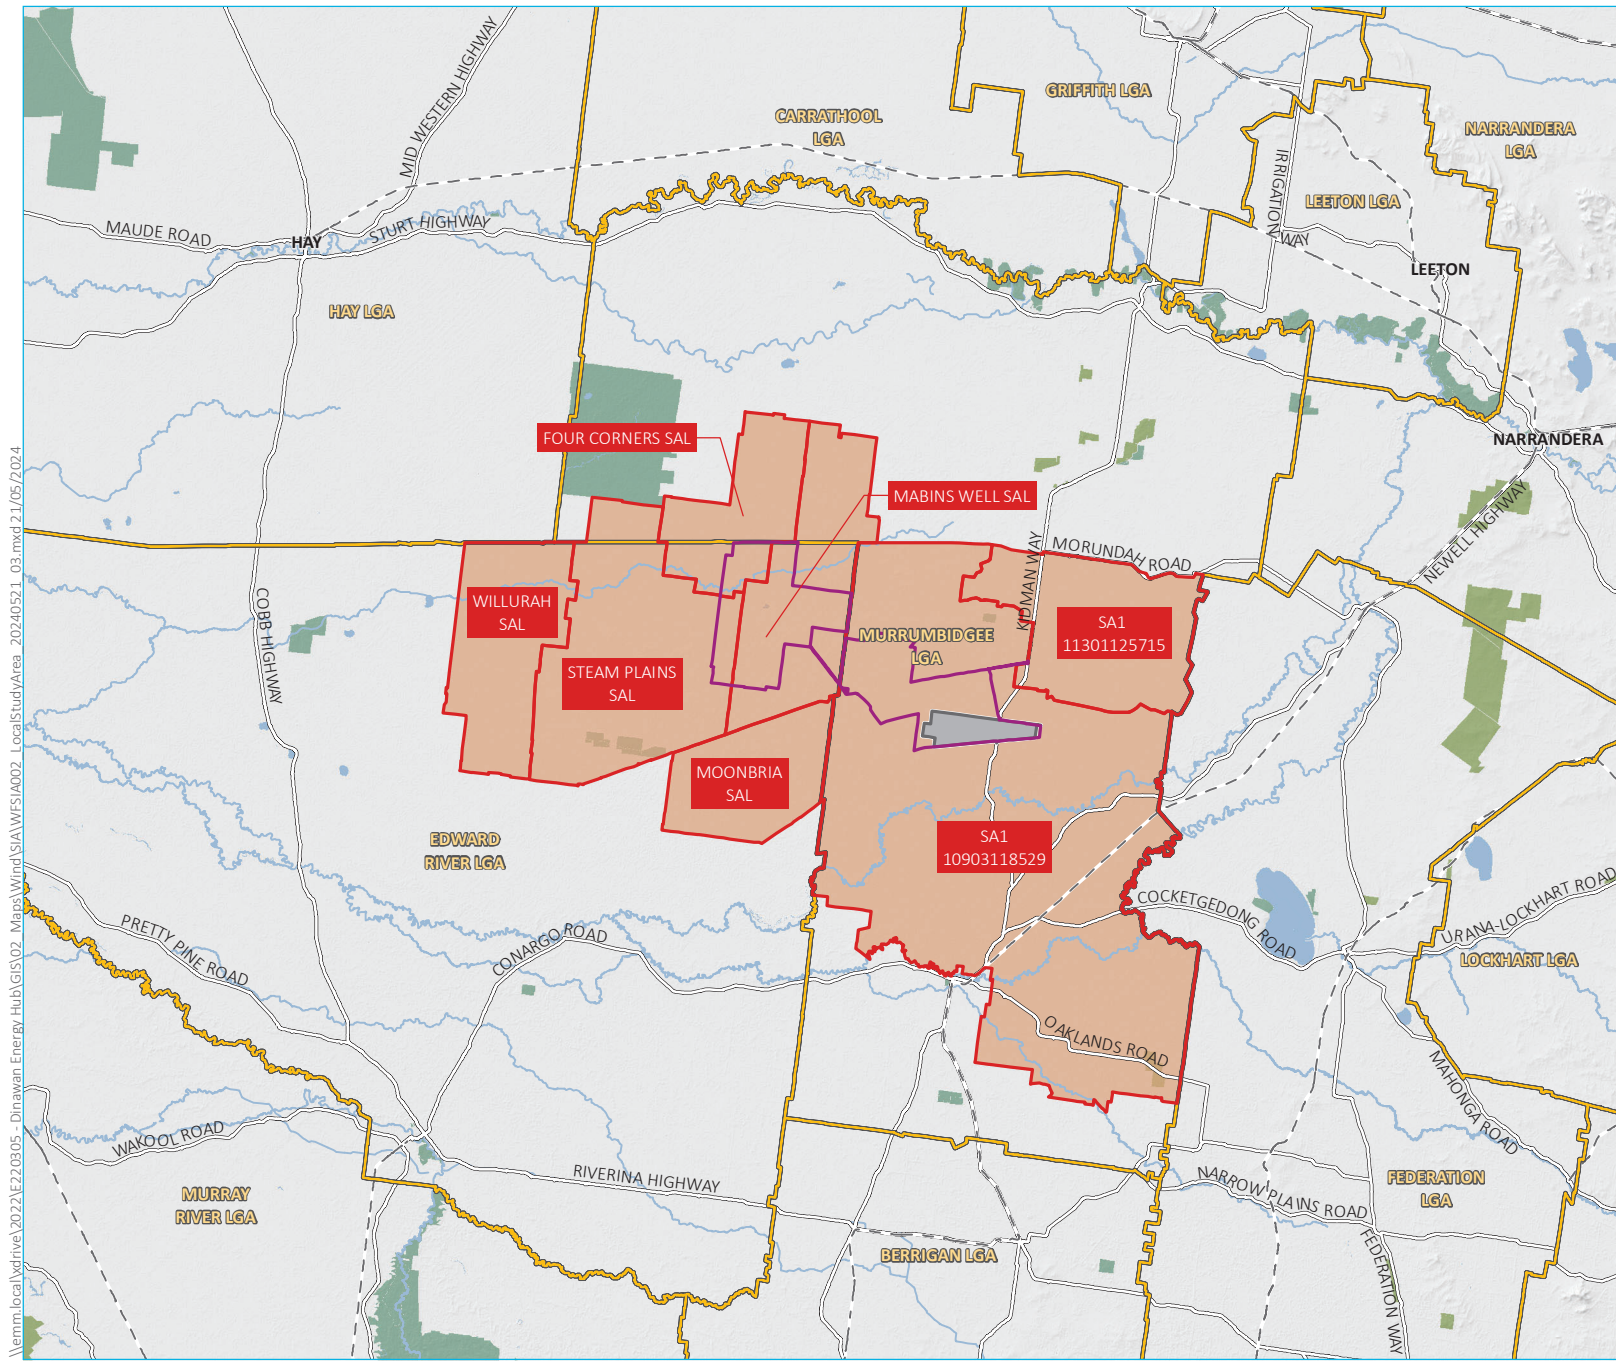 MID WESTERN HIGHWAY
GRIFFITH LGA
CARRATHOOL
LGA
NARRANDERA
LGA
IRRIGATION WAY
LEETON LGA
MAUDE ROAD
HAY
STURT HIGHWAY
LEETON
HAY LGA
FOUR CORNERS SAL
NARRANDERA
MABINS WELL SAL
NEWELL HIGHWAY
KIDMAN WAY
MORUNDAH ROAD
COBB HIGHWAY
WILLURAH
SAL
SA1
11301125715
MURRUMBIDGEE
LGA
STEAM PLAINS
SAL
MOONBRIA
SAL
EDWARD
RIVER LGA
SA1
10903118529
COCKETGEDONG ROAD
URANA-LOCKHART ROAD
LOCKHART LGA
PRETTY PINE ROAD
CONARGO ROAD
OAKLANDS ROAD
MAHONGA ROAD
WAKOOL ROAD
RIVERINA HIGHWAY
NARROW PLAINS ROAD
FEDERATION
LGA
MURRAY
RIVER LGA
BERRIGAN LGA
FEDERATION WAY
\\emm.local\xdrive\2022\E220305 - Dinawan Energy Hub\GIS\02_Maps\Wind\SIA\WFSIA002_LocalStudyArea_20240521_03.mxd 21/05/2024